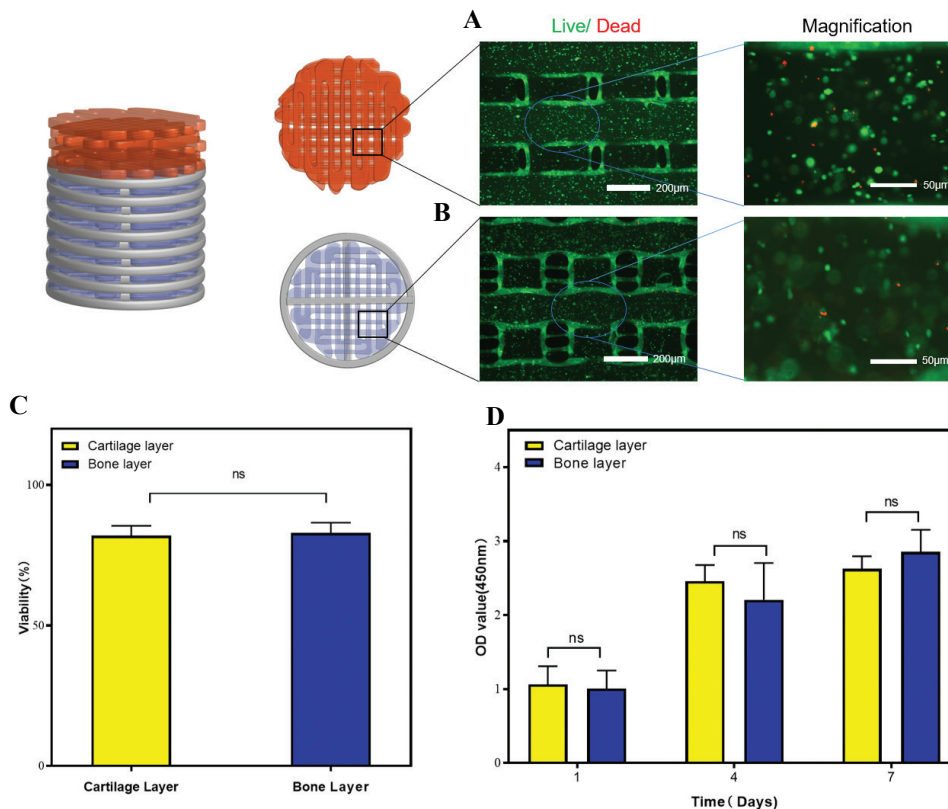 A
Live/ Dead
Magnification
200μm
50μm
B
200μm
50μm
C
Cartilage layer
Bone layer
100
50
0
ns
Viability(%)
Cartilage Layer
Bone Layer
D
Cartilage layer
Bone layer
4
3
2
1
0
ns
ns
ns
OD value(450nm)
1
4
7
Time( Days)